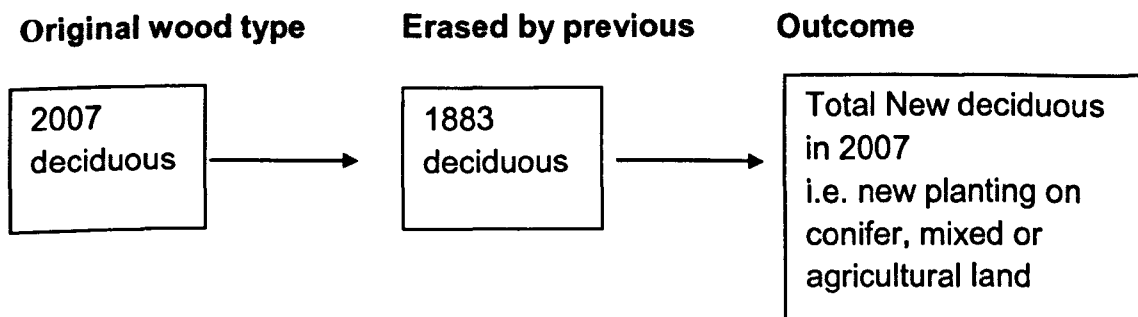 Original wood type
Erased by previous
Outcome
2007
deciduous
1883
deciduous
Total New deciduous
in 2007
i.e. new planting on
conifer, mixed or
agricultural land